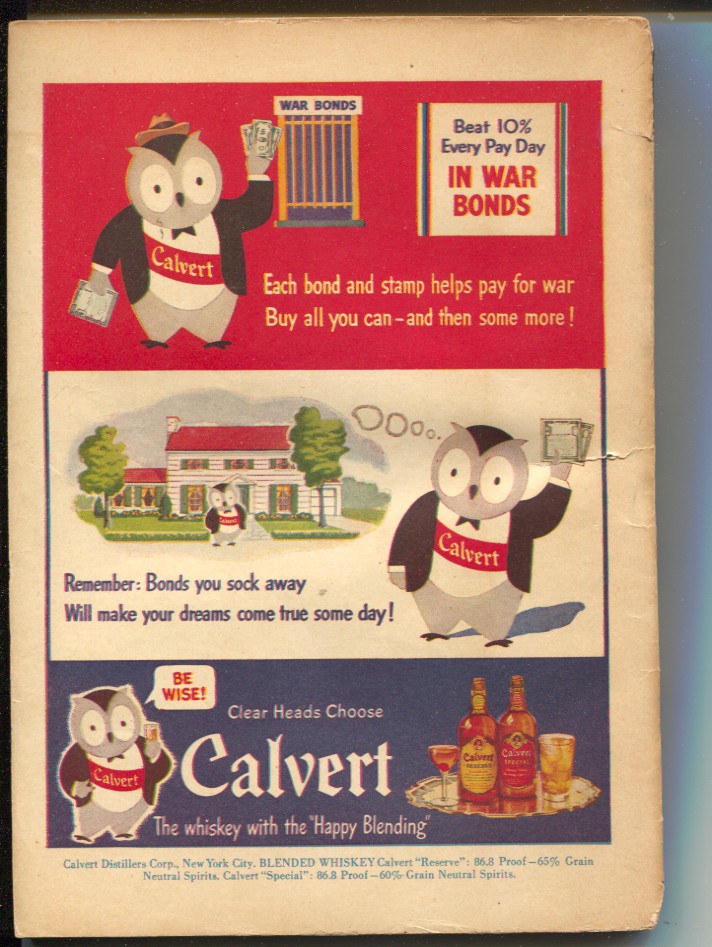 WAR BONDS
Beat 10%
Every Pay Day
IN WAR
BONDS
Calvert
Each bond and stamp helps pay for war
Buy all you can – and then some more!
Calvert
Calvert
Remember: Bonds you sock away
Will make your dreams come true some day!
BE
WISE!
Clear Heads Choose
Calvert
Calvert
The whiskey with the "Happy Blending"
Calvert
RESERVE
Calvert
SPECIAL
Calvert Distillers Corp., New York City. BLENDED WHISKEY Calvert "Reserve": 86.8 Proof—65% Grain
Neutral Spirits. Calvert "Special": 86.8 Proof—60% Grain Neutral Spirits.